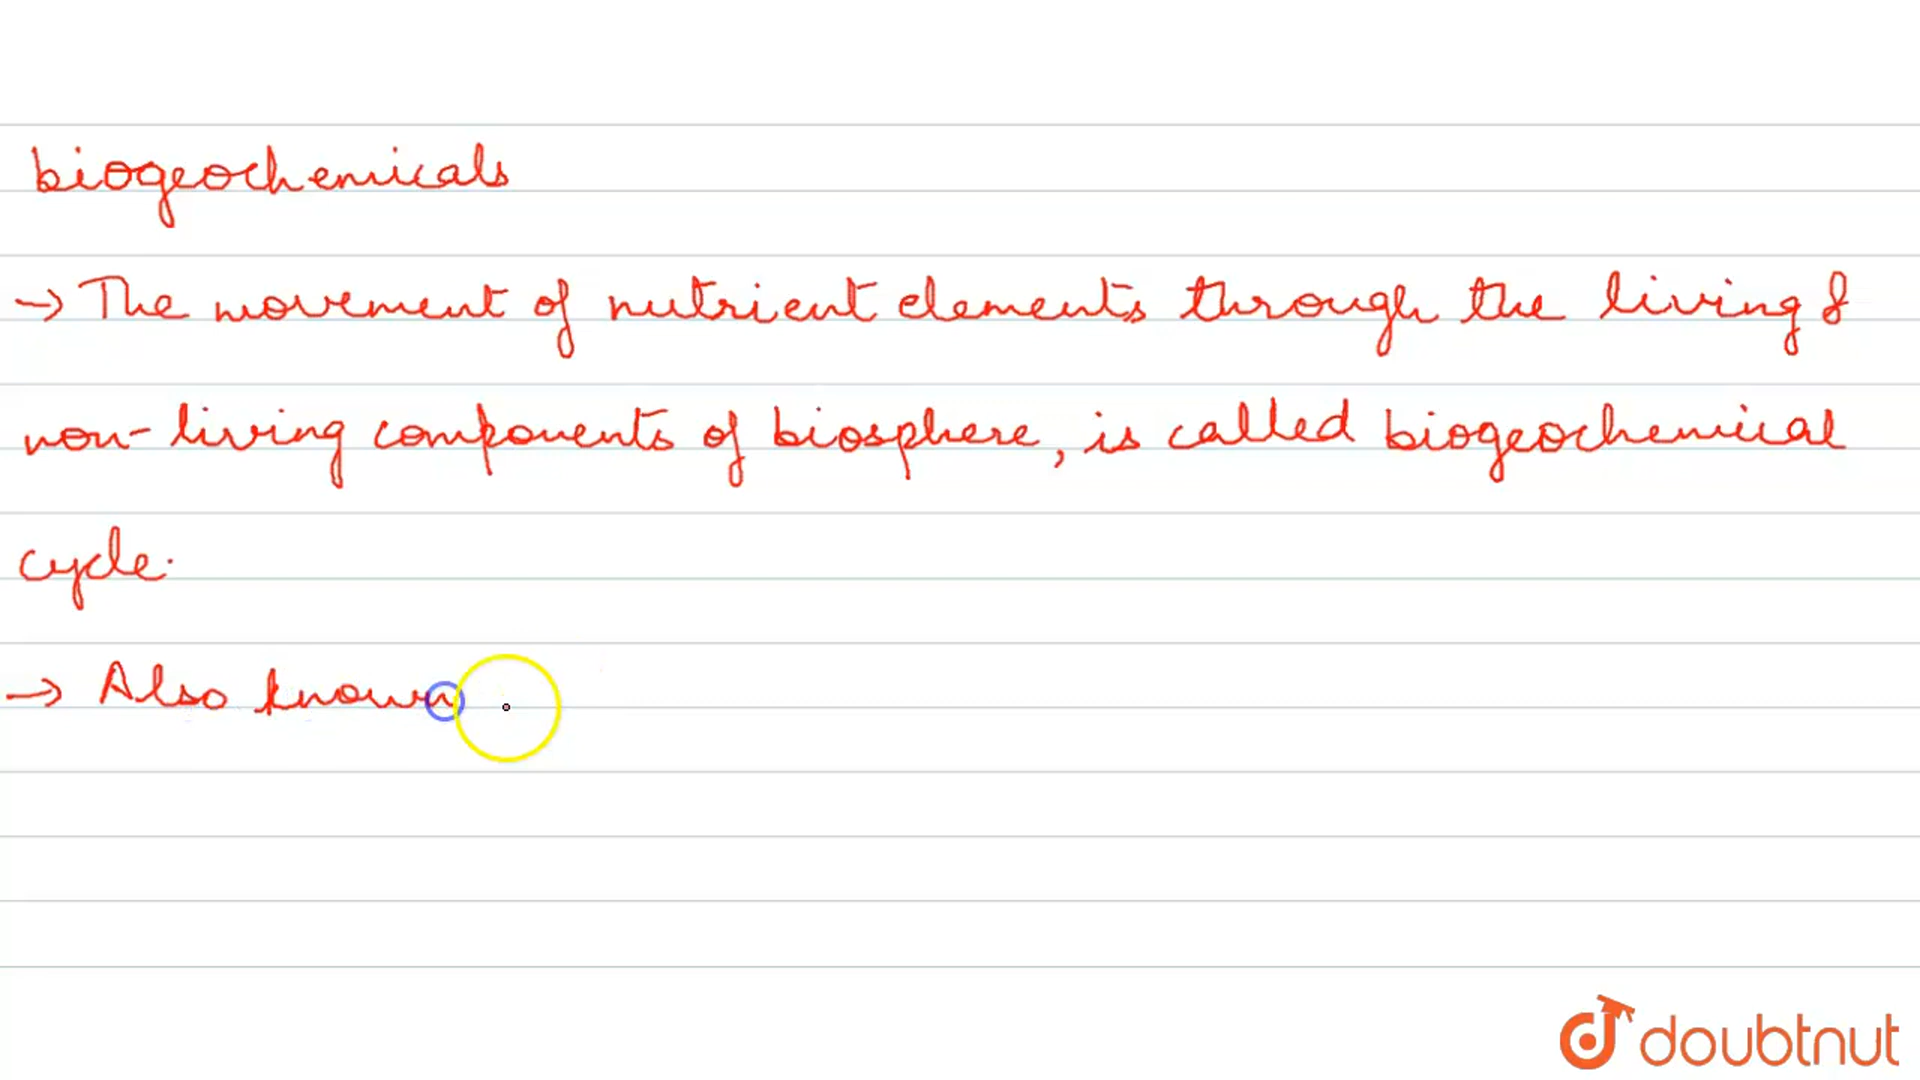 biogeochemicals
→ The movement of nutrient elements through the living &
non-living components of biosphere, is called biogeochemical
cycle.
→ Also known
doubtnut